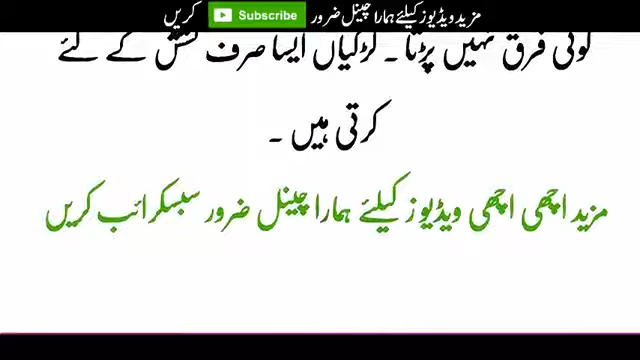 مزید ویڈیوز کیلئے ہمارا چینل ضرور Subscribe کریں
کوئی فرق نہیں پڑتا ۔ لڑکیاں ایسا صرف کشش کے لئے
کرتی ہیں ۔
مزید اچھی اچھی ویڈیوز کیلئے ہمارا چینل ضرور سبسکرائب کریں